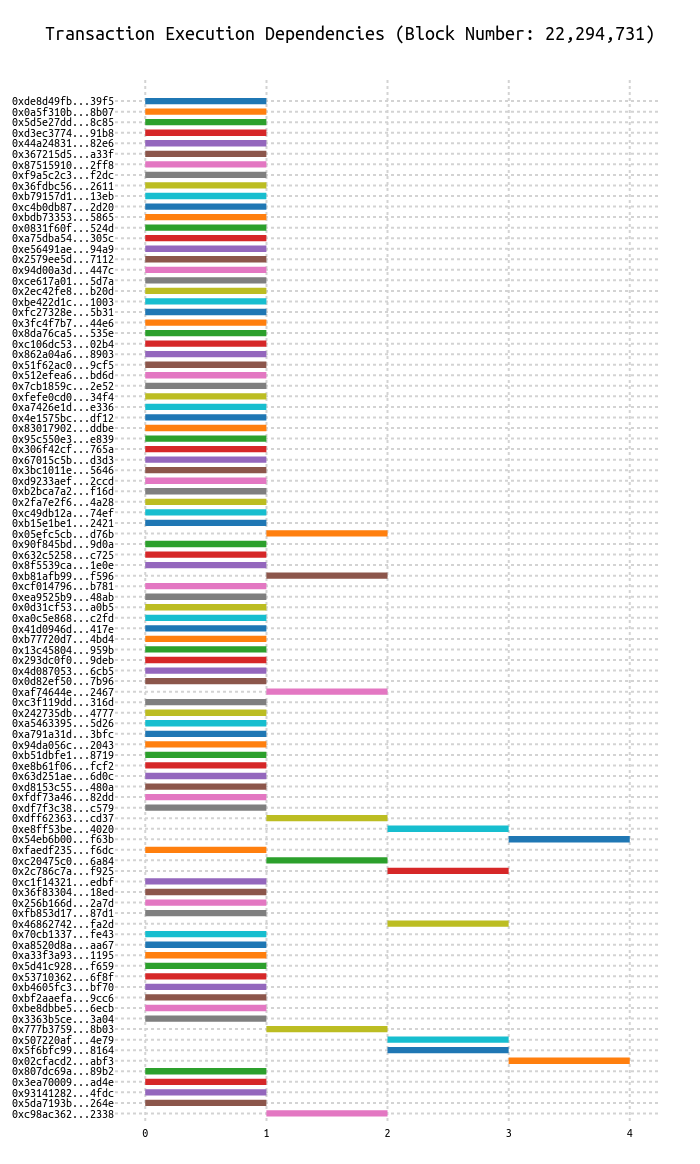 Transaction Execution Dependencies (Block Number: 22,294,731)
0xde8d49fb...39f5
0x0a5f310b...8b07
0x5d5e27dd...8c85
0xd3ec3774...91b8
0x44a24831...82e6
0x367215d5...a33f
0x87515910...2ff8
0xf9a5c2c3...f2dc
0x36fdbc56...2611
0xb79157d1...13eb
0xc4b0db87...2d20
0xbdb73353...5865
0x0831f60f...524d
0xa75dba54...305c
0xe56491ae...94a9
0x2579ee5d...7112
0x94d00a3d...447c
0xce617a01...5d7a
0x2ec42fe8...b20d
0xbe422d1c...1003
0xfc27328e...5b31
0x3fc4f7b7...44e6
0x8da76ca5...535e
0xc106dc53...02b4
0x862a04a6...8903
0x51f62ac0...9cf5
0x512efea6...bd6d
0x7cb1859c...2e52
0xfefe0cd0...34f4
0xa7426e1d...e336
0x4e1575bc...df12
0x83017902...ddbe
0x95c550e3...e839
0x306f42cf...765a
0x67015c5b...d3d3
0x3bc1011e...5646
0xd9233aef...2ccd
0xb2bca7a2...f16d
0x2fa7e2f6...4a28
0xc49db12a...74ef
0xb15e1be1...2421
0x05efc5cb...d76b
0x90f845bd...9d0a
0x632c5258...c725
0x8f5539ca...1e0e
0xb81afb99...f596
0xcf014796...b781
0xea9525b9...48ab
0x0d31cf53...a0b5
0xa0c5e868...c2fd
0x41d0946d...417e
0xb77720d7...4bd4
0x13c45804...959b
0x293dc0f0...9deb
0x4d087053...6cb5
0x0d82ef50...7b96
0xaf74644e...2467
0xc3f119dd...316d
0x242735db...4777
0xa5463395...5d26
0xa791a31d...3bfc
0x94da056c...2043
0xb51dbfe1...8719
0xe8b61f06...fcf2
0x63d251ae...6d0c
0xd8153c55...480a
0xfdf73a46...82dd
0xdf7f3c38...c579
0xdff62363...cd37
0xe8ff53be...4020
0x54eb6b00...f63b
0xfaedf235...f6dc
0xc20475c0...6a84
0x2c786c7a...f925
0xc1f14321...edbf
0x36f83304...18ed
0x256b166d...2a7d
0xfb853d17...87d1
0x46862742...fa2d
0x70cb1337...fe43
0xa8520d8a...aa67
0xa33f3a93...1195
0x5d41c928...f659
0x53710362...6f8f
0xb4605fc3...bf70
0xbf2aaefa...9cc6
0xbe8dbbe5...6ecb
0x3363b5ce...3a04
0x777b3759...8b03
0x507220af...4e79
0x5f6bfc99...8164
0x02cfacd2...abf3
0x807dc69a...89b2
0x3ea70009...ad4e
0x93141282...4fdc
0x5da7193b...264e
0xc98ac362...2338
0 1 2 3 4